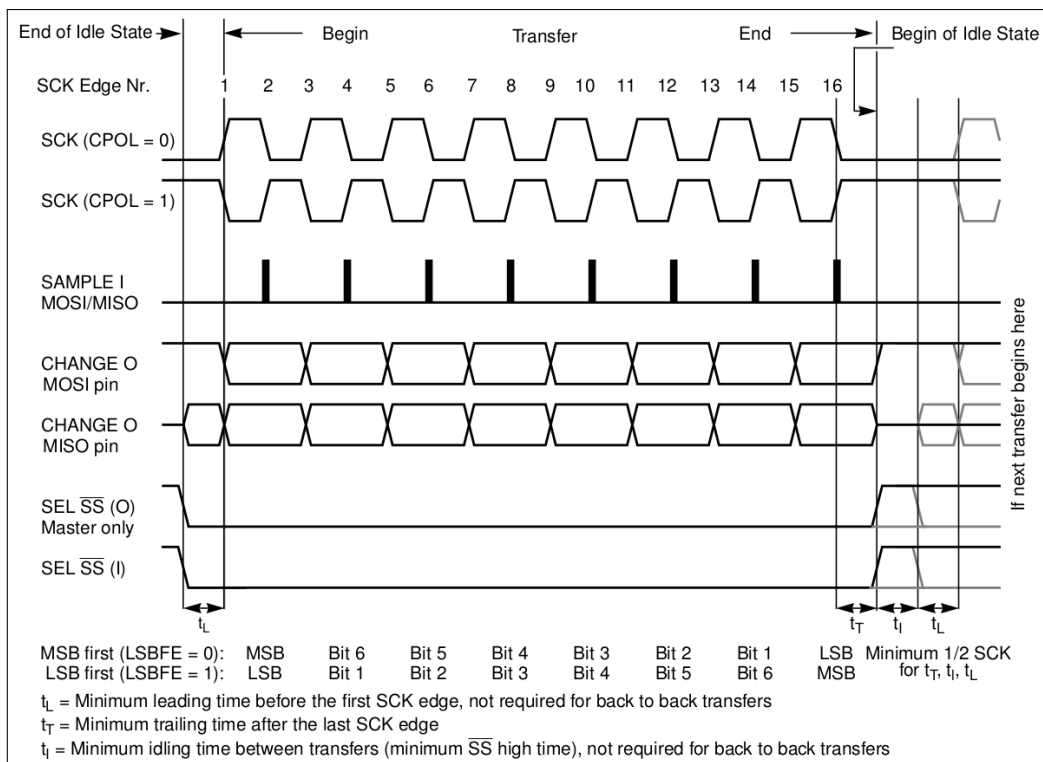 End of Idle State
Begin
Transfer
End
Begin of Idle State
SCK Edge Nr.
1 2 3 4 5 6 7 8 9 10 11 12 13 14 15 16
SCK (CPOL = 0)
SCK (CPOL = 1)
SAMPLE I
MOSI/MISO
CHANGE O
MOSI pin
CHANGE O
MISO pin
SEL S̅S̅ (O)
Master only
SEL S̅S̅ (I)
If next transfer begins here
tL
tT tI tL
MSB first (LSBFE = 0): MSB Bit 6 Bit 5 Bit 4 Bit 3 Bit 2 Bit 1 LSB Minimum 1/2 SCK
LSB first (LSBFE = 1): LSB Bit 1 Bit 2 Bit 3 Bit 4 Bit 5 Bit 6 MSB for tT, tI, tL
tL = Minimum leading time before the first SCK edge, not required for back to back transfers
tT = Minimum trailing time after the last SCK edge
tI = Minimum idling time between transfers (minimum S̅S̅ high time), not required for back to back transfers